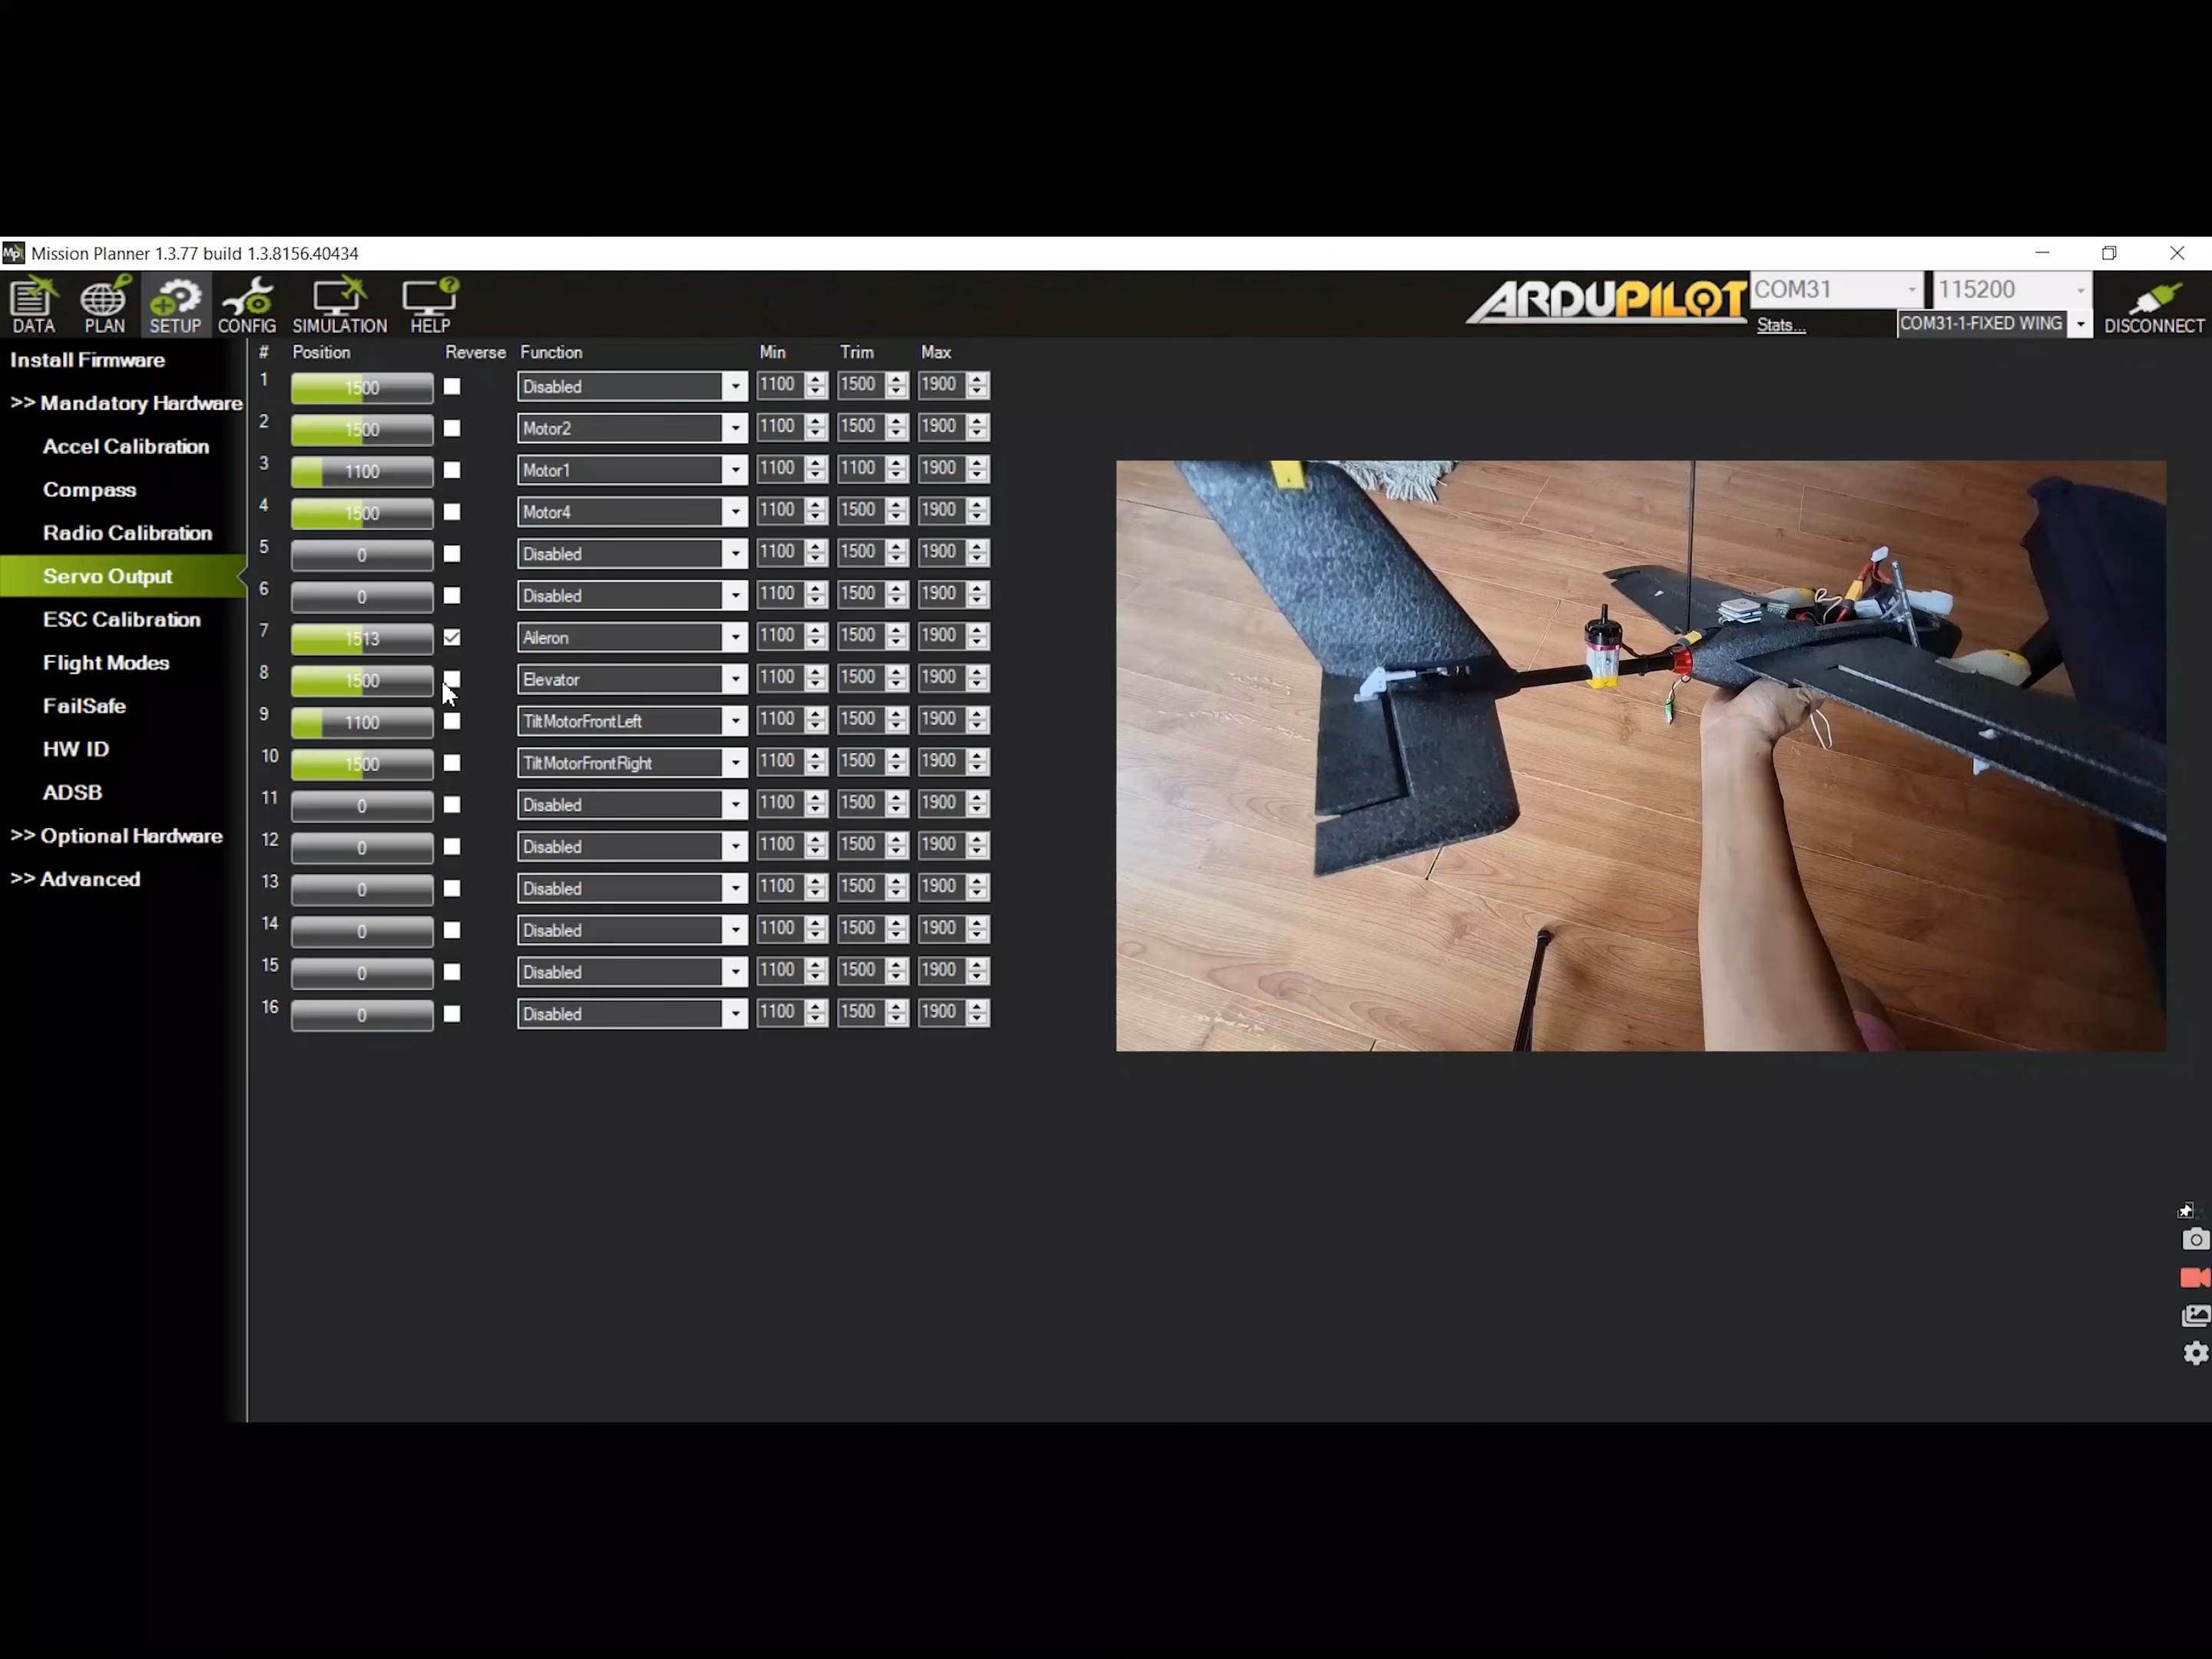 Mission Planner 1.3.77 build 1.3.8156.40434
DATA PLAN SETUP CONFIG SIMULATION HELP
ARDUPILOT
COM31 115200
Stats... COM31-1-FIXED WING DISCONNECT
Install Firmware
>> Mandatory Hardware
Accel Calibration
Compass
Radio Calibration
Servo Output
ESC Calibration
Flight Modes
FailSafe
HW ID
ADSB
>> Optional Hardware
>> Advanced
# Position Reverse Function Min Trim Max
1 1500 Disabled 1100 1500 1900
2 1500 Motor2 1100 1500 1900
3 1100 Motor1 1100 1100 1900
4 1500 Motor4 1100 1500 1900
5 0 Disabled 1100 1500 1900
6 0 Disabled 1100 1500 1900
7 1513 Aileron 1100 1500 1900
8 1500 Elevator 1100 1500 1900
9 1100 TiltMotorFrontLeft 1100 1500 1900
10 1500 TiltMotorFrontRight 1100 1500 1900
11 0 Disabled 1100 1500 1900
12 0 Disabled 1100 1500 1900
13 0 Disabled 1100 1500 1900
14 0 Disabled 1100 1500 1900
15 0 Disabled 1100 1500 1900
16 0 Disabled 1100 1500 1900